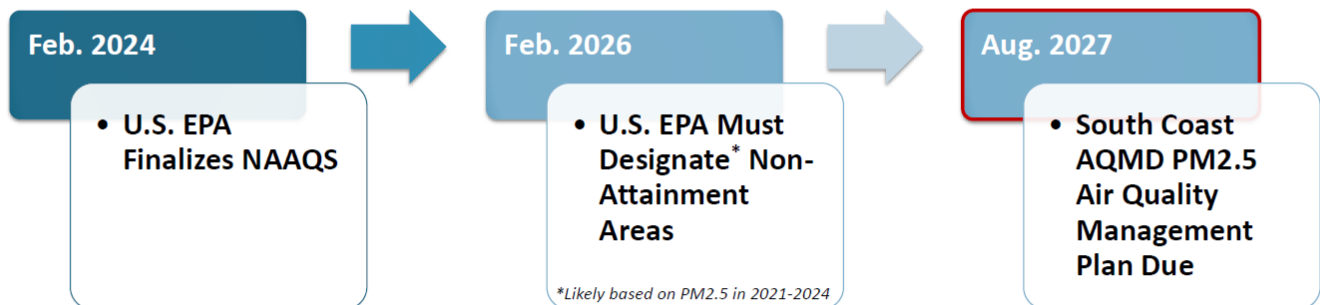 Feb. 2024
• U.S. EPA
Finalizes NAAQS
Feb. 2026
• U.S. EPA Must
Designate* Non-
Attainment
Areas
*Likely based on PM2.5 in 2021-2024
Aug. 2027
• South Coast
AQMD PM2.5
Air Quality
Management
Plan Due